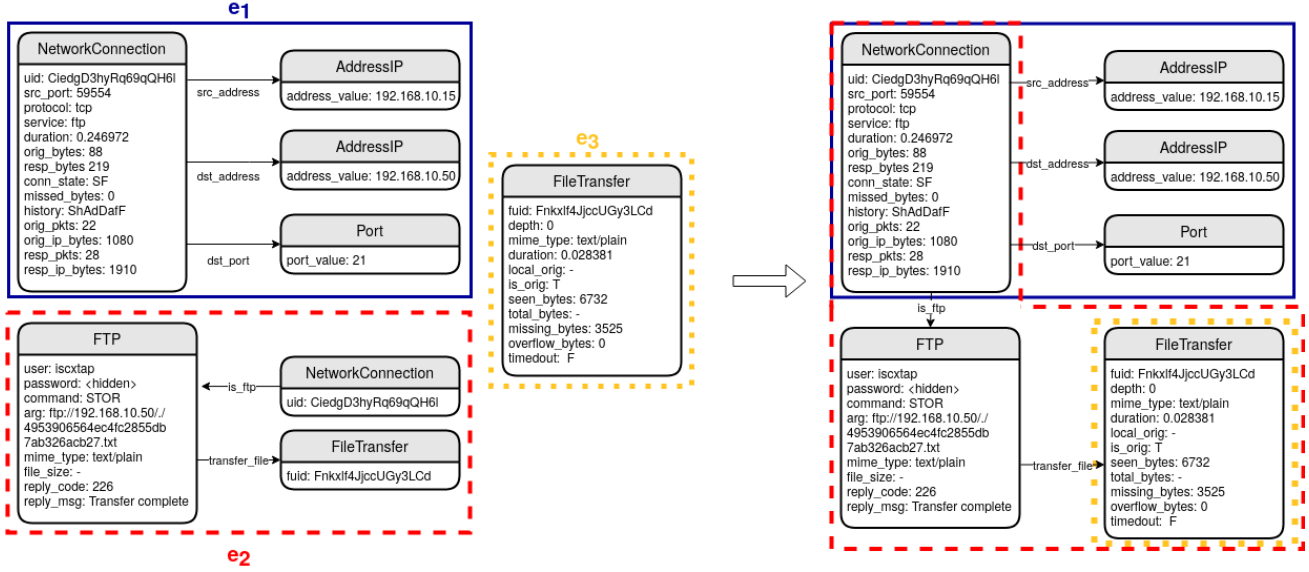 e1
NetworkConnection
uid: CiedgD3hyRq69qQH6l
src_port: 59554
protocol: tcp
service: ftp
duration: 0.246972
orig_bytes: 88
resp_bytes 219
conn_state: SF
missed_bytes: 0
history: ShAdDafF
orig_pkts: 22
orig_ip_bytes: 1080
resp_pkts: 28
resp_ip_bytes: 1910
src_address
AddressIP
address_value: 192.168.10.15
dst_address
AddressIP
address_value: 192.168.10.50
dst_port
Port
port_value: 21
FTP
user: iscxtap
password: <hidden>
command: STOR
arg: ftp://192.168.10.50/./
4953906564ec4fc2855db
7ab326acb27.txt
mime_type: text/plain
file_size: -
reply_code: 226
reply_msg: Transfer complete
is_ftp
NetworkConnection
uid: CiedgD3hyRq69qQH6l
transfer_file
FileTransfer
fuid: Fnkxlf4JjccUGy3LCd
e2
e3
FileTransfer
fuid: Fnkxlf4JjccUGy3LCd
depth: 0
mime_type: text/plain
duration: 0.028381
local_orig: -
is_orig: T
seen_bytes: 6732
total_bytes: -
missing_bytes: 3525
overflow_bytes: 0
timedout: F
NetworkConnection
uid: CiedgD3hyRq69qQH6l
src_port: 59554
protocol: tcp
service: ftp
duration: 0.246972
orig_bytes: 88
resp_bytes 219
conn_state: SF
missed_bytes: 0
history: ShAdDafF
orig_pkts: 22
orig_ip_bytes: 1080
resp_pkts: 28
resp_ip_bytes: 1910
src_address
AddressIP
address_value: 192.168.10.15
dst_address
AddressIP
address_value: 192.168.10.50
dst_port
Port
port_value: 21
is_ftp
FTP
user: iscxtap
password: <hidden>
command: STOR
arg: ftp://192.168.10.50/./
4953906564ec4fc2855db
7ab326acb27.txt
mime_type: text/plain
file_size: -
reply_code: 226
reply_msg: Transfer complete
transfer_file
FileTransfer
fuid: Fnkxlf4JjccUGy3LCd
depth: 0
mime_type: text/plain
duration: 0.028381
local_orig: -
is_orig: T
seen_bytes: 6732
total_bytes: -
missing_bytes: 3525
overflow_bytes: 0
timedout: F